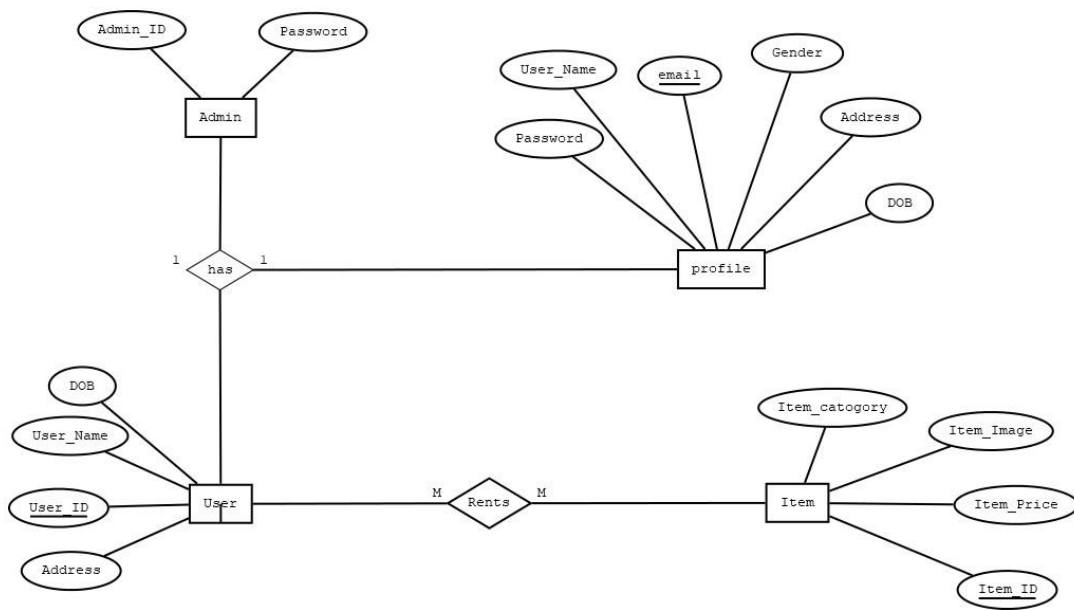 Admin_ID
Password
Admin
User_Name
email
Gender
Password
Address
DOB
1
has
1
profile
DOB
User_Name
User_ID
Address
User
M
Rents
M
Item
Item_catogory
Item_Image
Item_Price
Item_ID